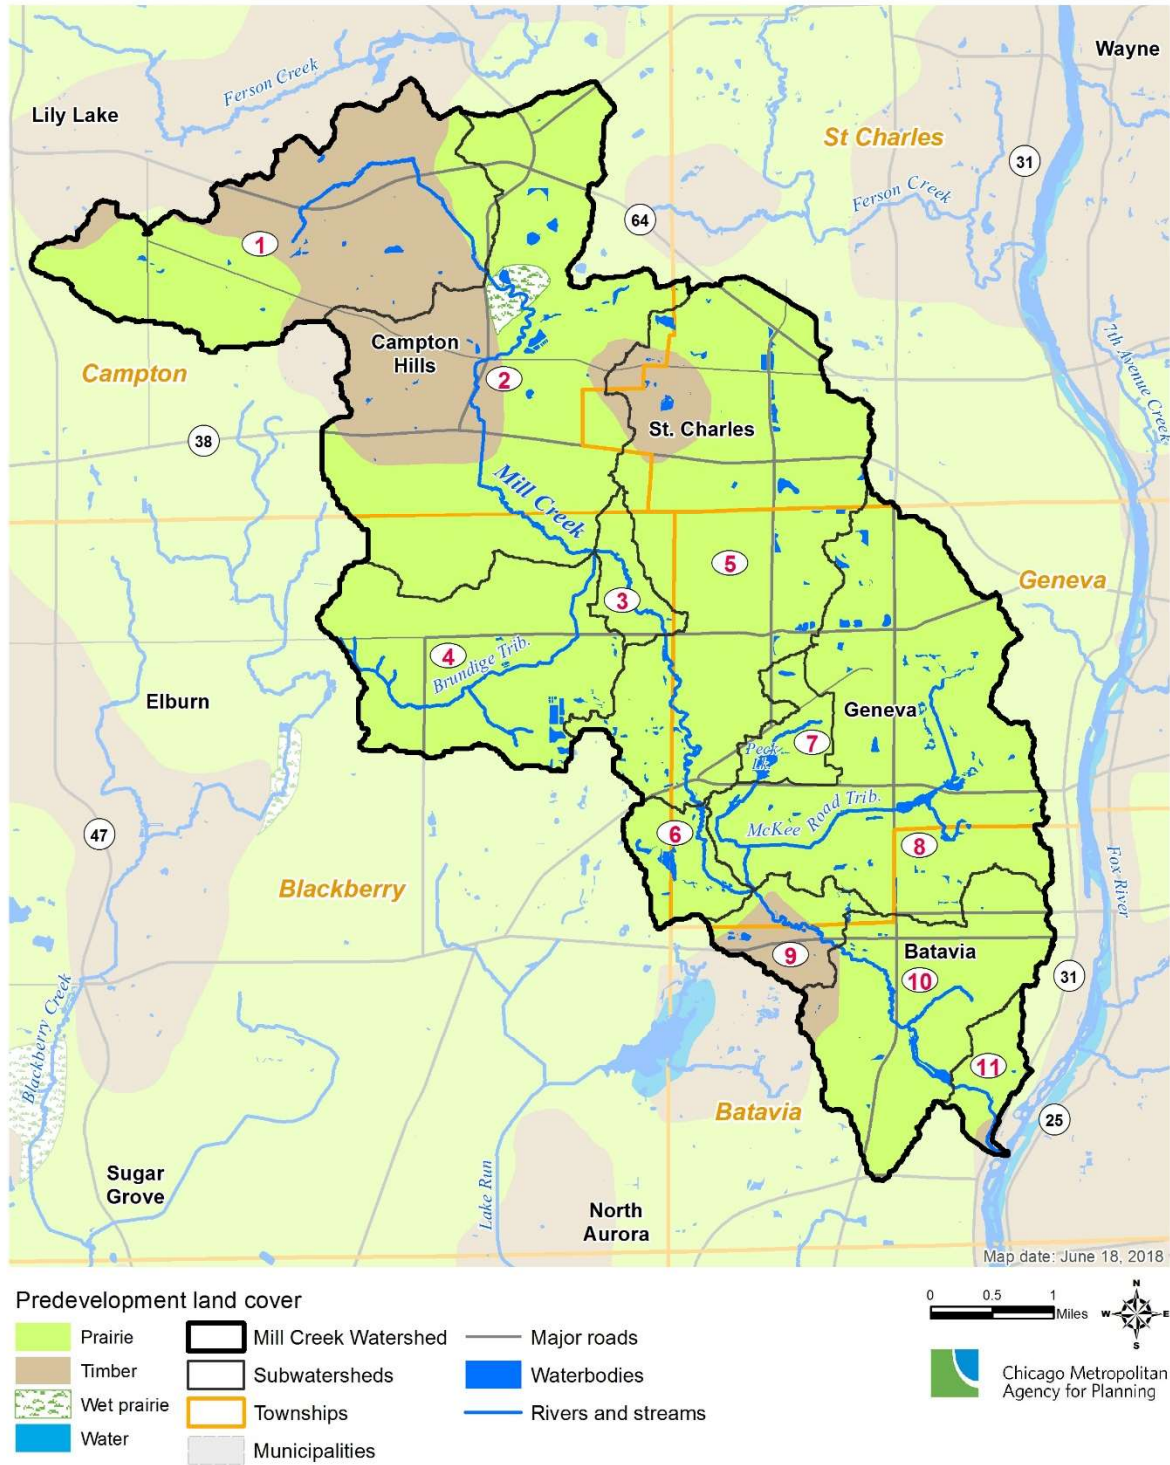 Wayne
Ferson Creek
Lily Lake
St Charles
31
Ferson Creek
64
1
7th Avenue Creek
Campton
Hills
Campton
2
St. Charles
38
Mill Creek
5
Geneva
3
4
Brundige Trib.
Elburn
Geneva
7
Peck
Lk.
McKee Road Trib.
47
6
8
Fox River
Blackberry
9
Batavia
10
31
Blackberry Creek
11
Batavia
25
Sugar
Grove
Lake Run
North
Aurora
Map date: June 18, 2018
Predevelopment land cover
Prairie
Timber
Wet prairie
Water
Mill Creek Watershed
Subwatersheds
Townships
Municipalities
Major roads
Waterbodies
Rivers and streams
0 0.5 1
Miles
N
W E
S
Chicago Metropolitan
Agency for Planning